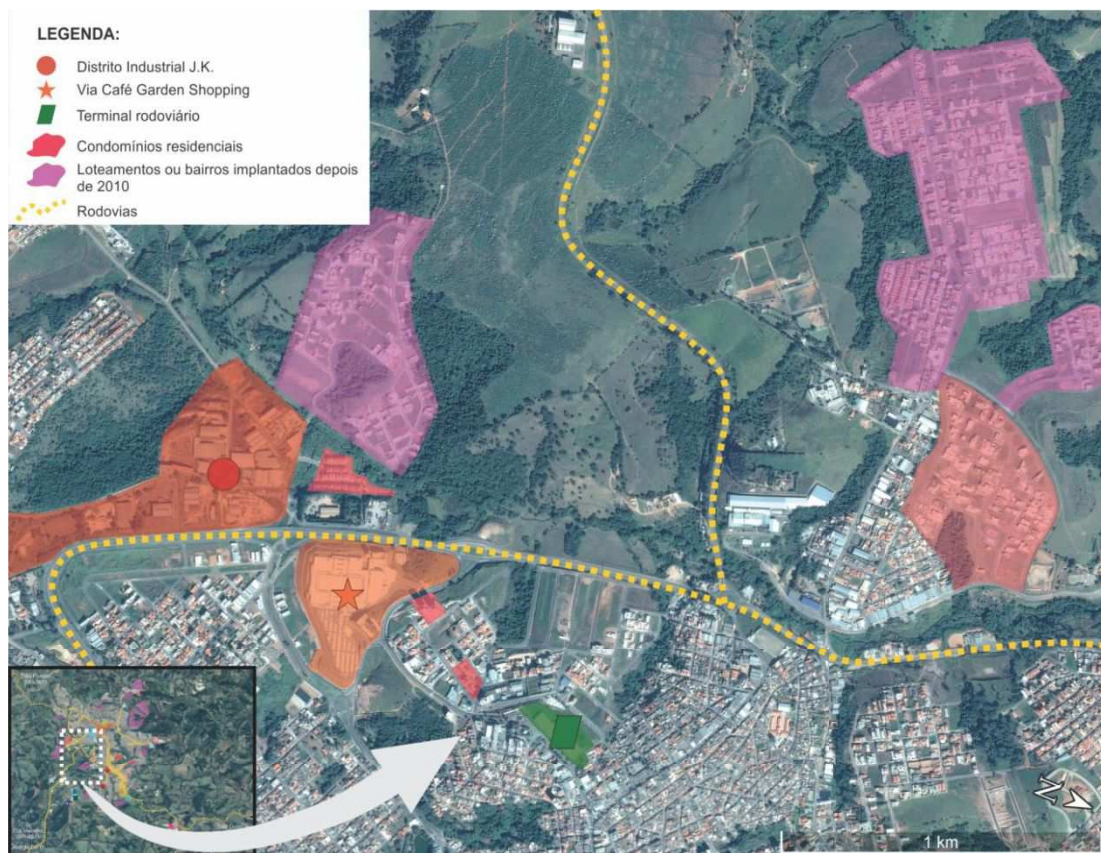 LEGENDA:
Distrito Industrial J.K.
Via Café Garden Shopping
Terminal rodoviário
Condomínios residenciais
Loteamentos ou bairros implantados depois
de 2010
Rodovias
N
1 km